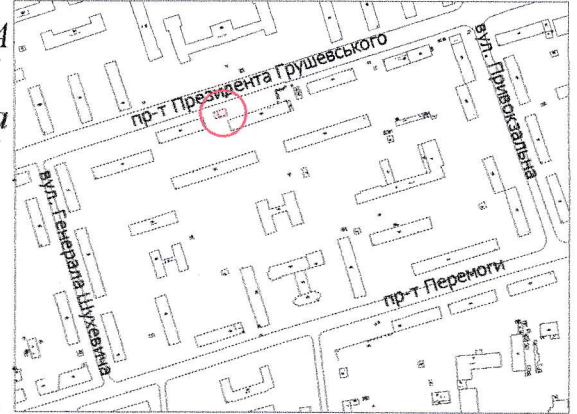 А
а
пр-т Президента Грушевського
вул. Привокзальна
вул. Генерала Шухевича
пр-т Перемоги